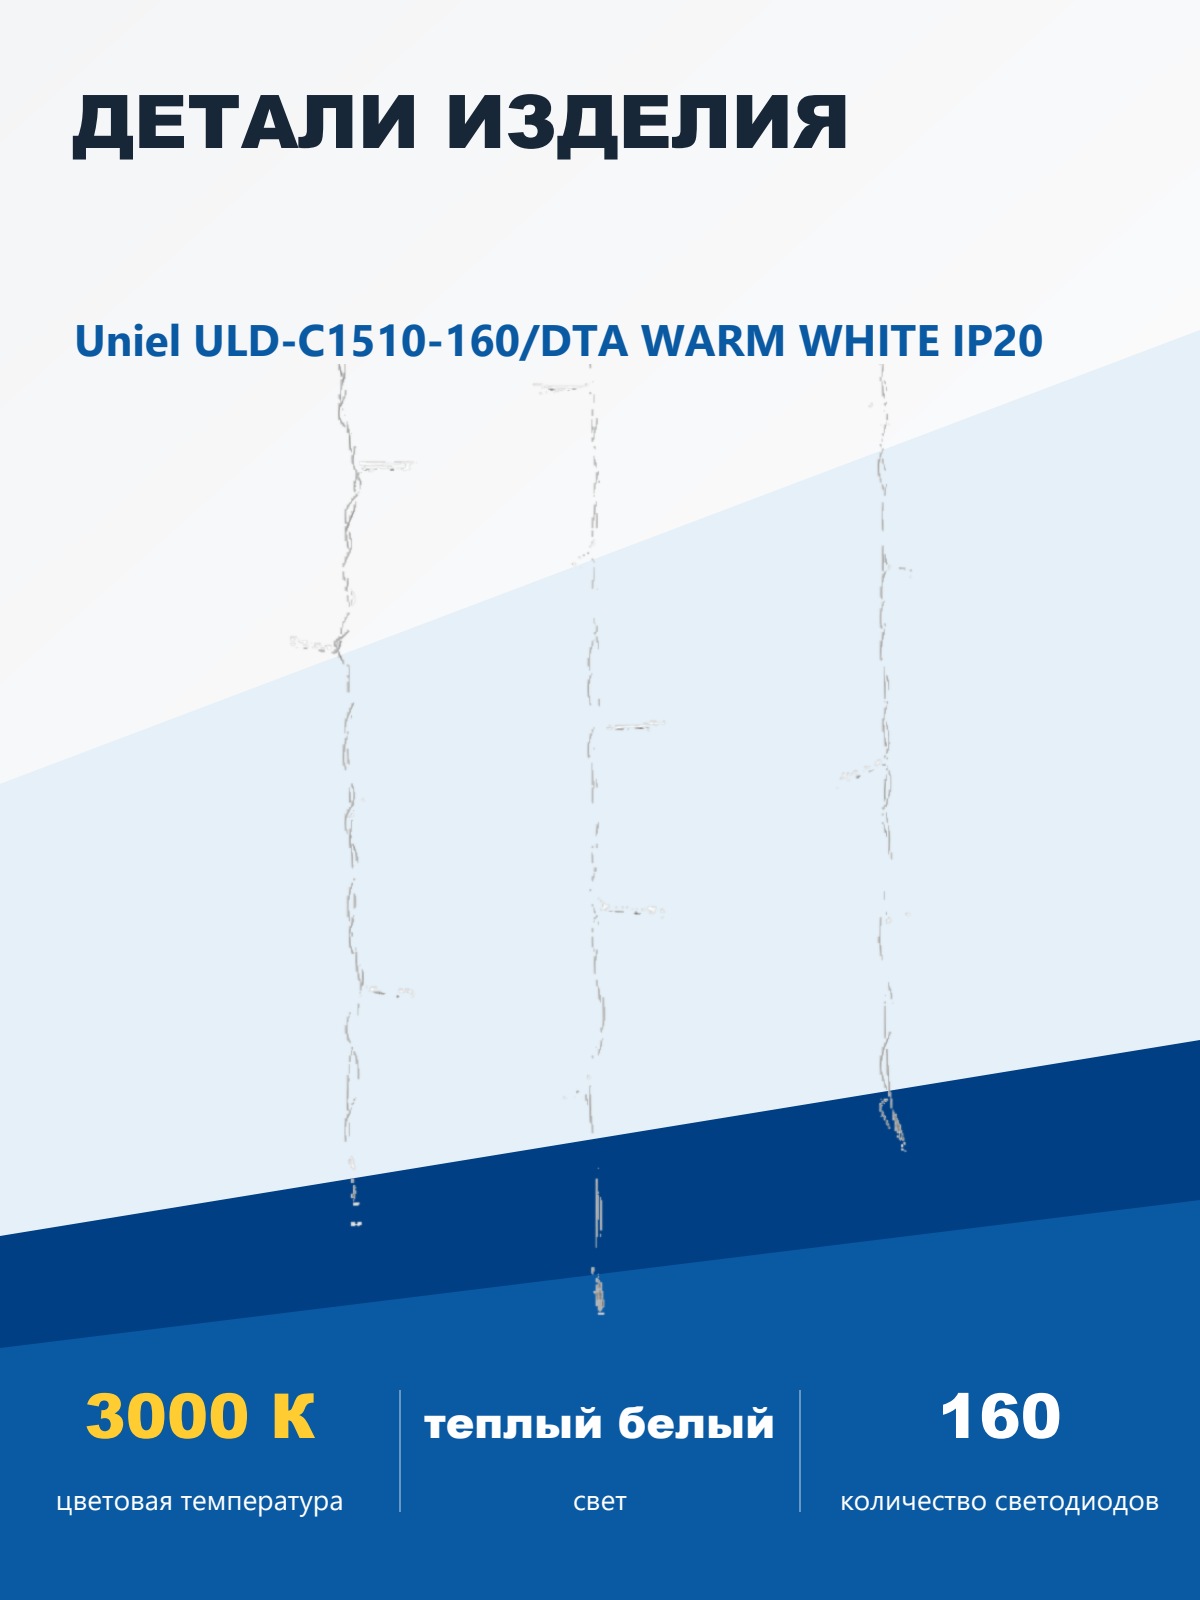 ДЕТАЛИ ИЗДЕЛИЯ
Uniel ULD-C1510-160/DTA WARM WHITE IP20
3000 К
теплый белый
160
цветовая температура
свет
количество светодиодов